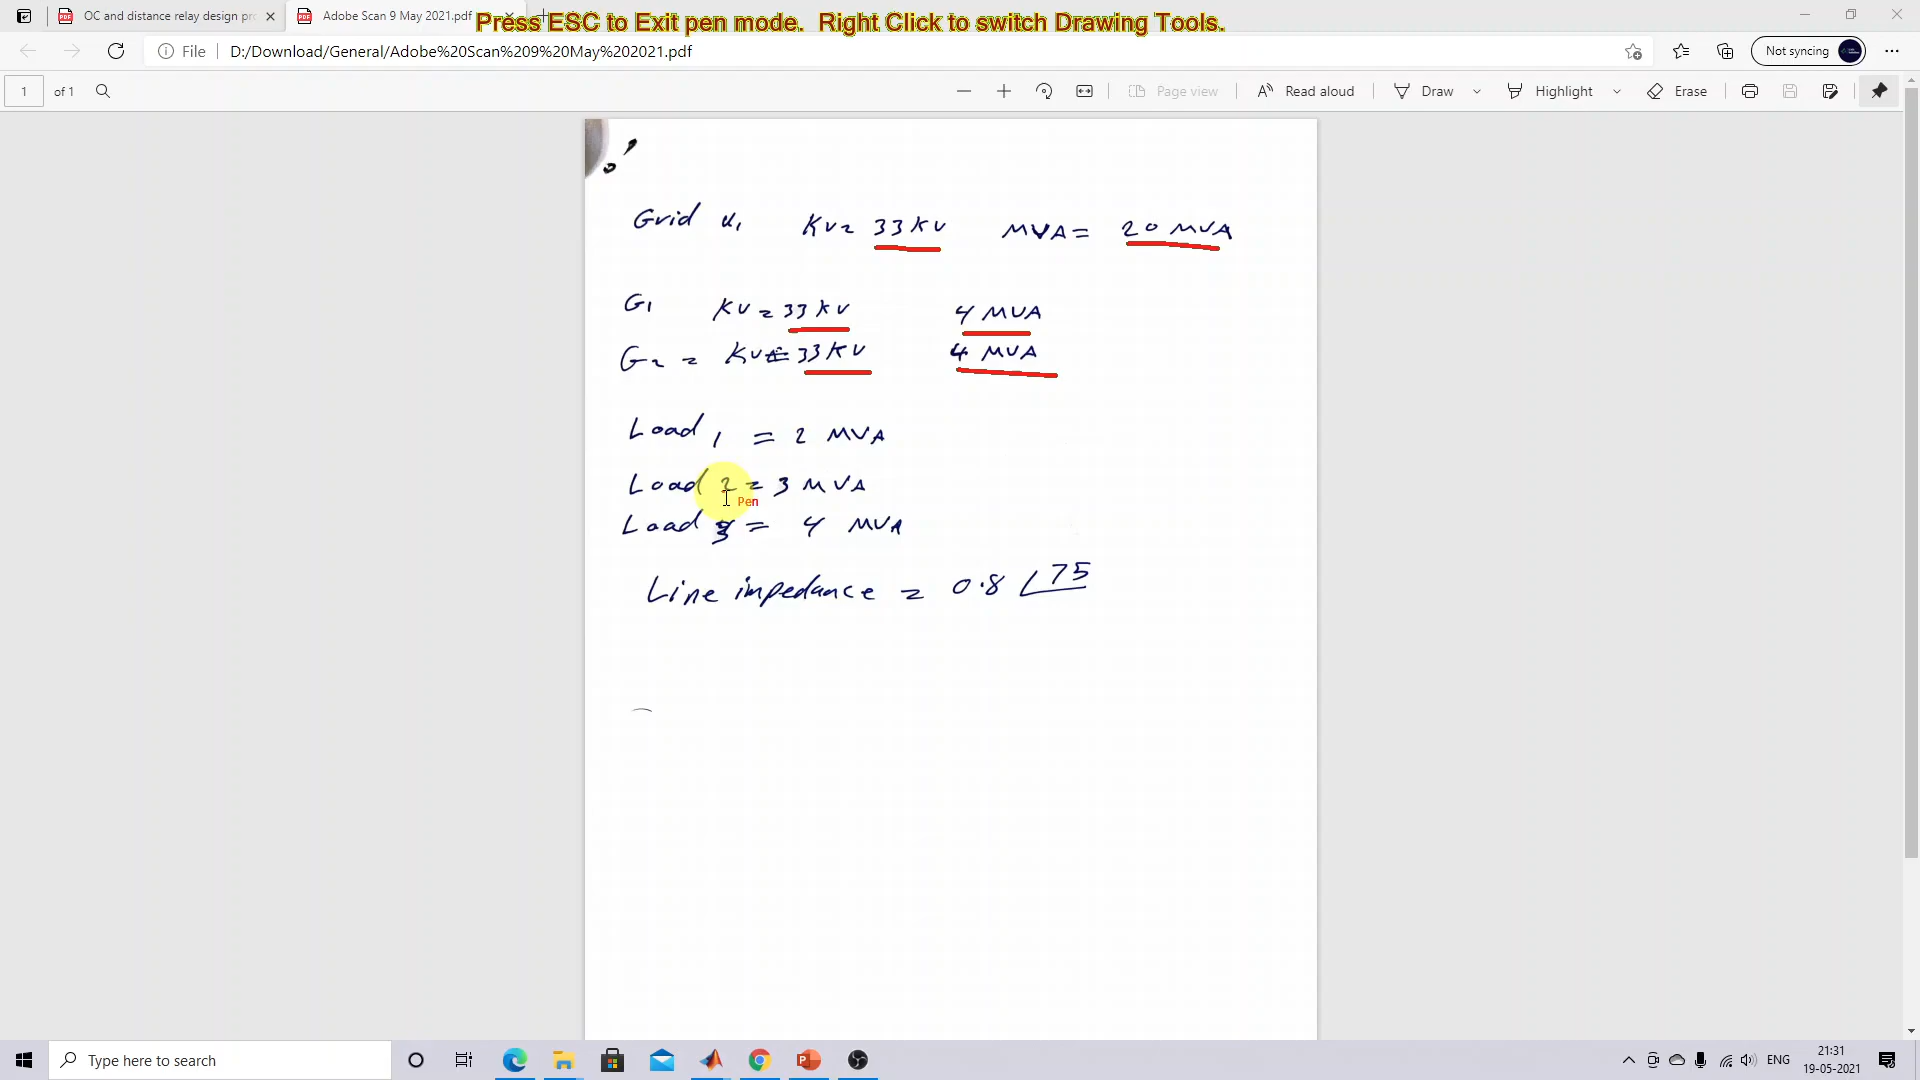 OC and distance relay design pr
Adobe Scan 9 May 2021.pdf
Press ESC to Exit pen mode. Right Click to switch Drawing Tools.
File D:/Download/General/Adobe%20Scan%209%20May%202021.pdf
Not syncing
1 of 1
Page view
Read aloud
Draw
Highlight
Erase
Grid U1 KV= 33 KV MVA = 20 MVA
G1 KV = 33 KV 4 MVA
G2 = KV = 33 KV 4 MVA
Load 1 = 2 MVA
Load 2 = 3 MVA
Pen
Load 3 = 4 MVA
Line impedance = 0.8 ∠75
Type here to search
ENG
21:31
19-05-2021